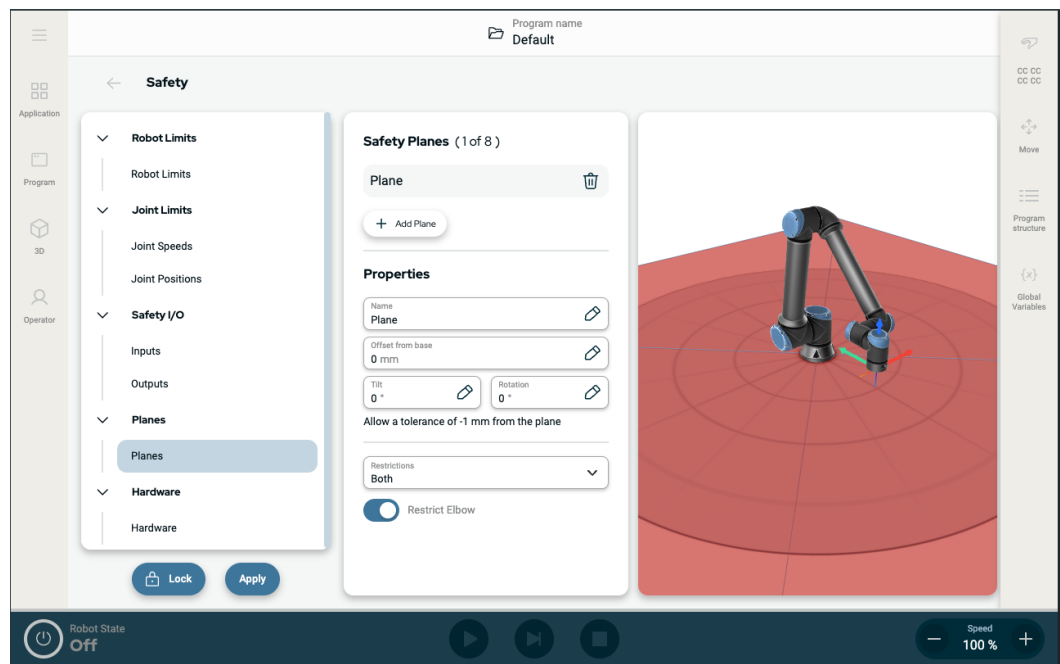 Program name
Default
Safety
Application
Program
3D
Operator
Robot Limits
Robot Limits
Joint Limits
Joint Speeds
Joint Positions
Safety I/O
Inputs
Outputs
Planes
Planes
Hardware
Hardware
Lock
Apply
Safety Planes (1 of 8)
Plane
+ Add Plane
Properties
Name
Plane
Offset from base
0 mm
Tilt
0 °
Rotation
0 °
Allow a tolerance of -1 mm from the plane
Restrictions
Both
Restrict Elbow
CC CC
CC CC
Move
Program
structure
{x}
Global
Variables
Robot State
Off
Speed
100 %